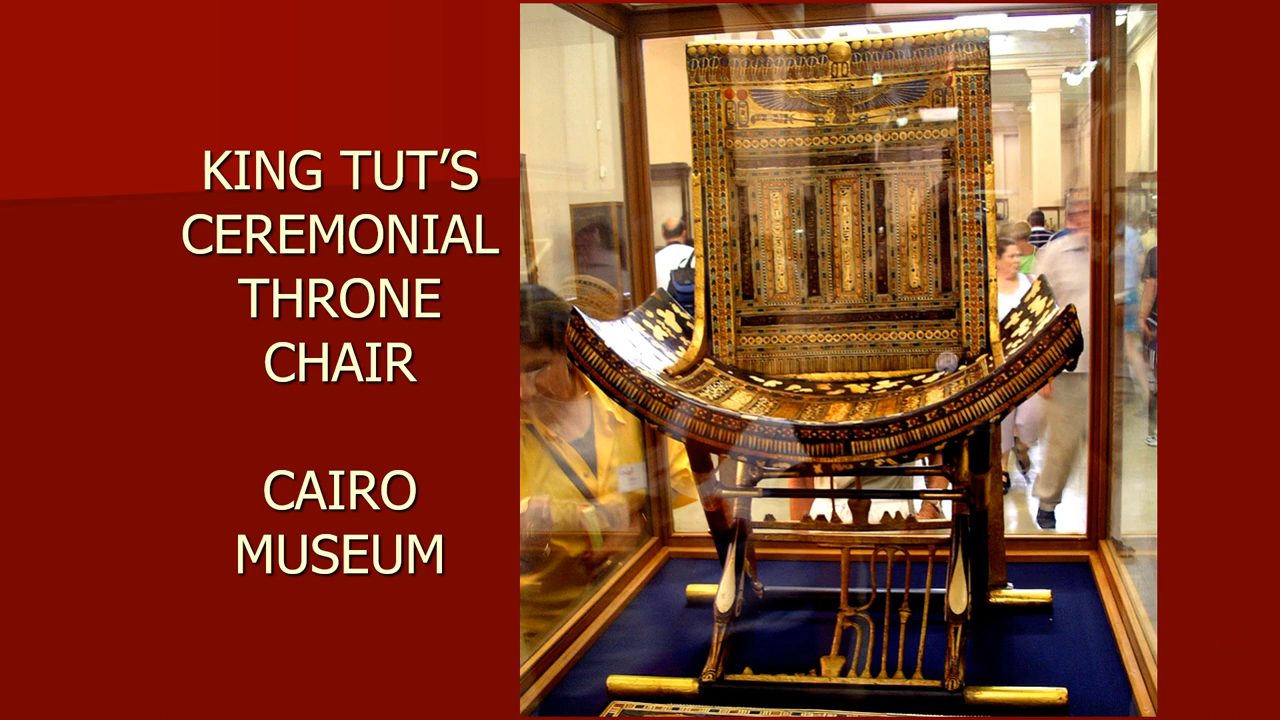 KING TUT’S
CEREMONIAL
THRONE
CHAIR
CAIRO
MUSEUM